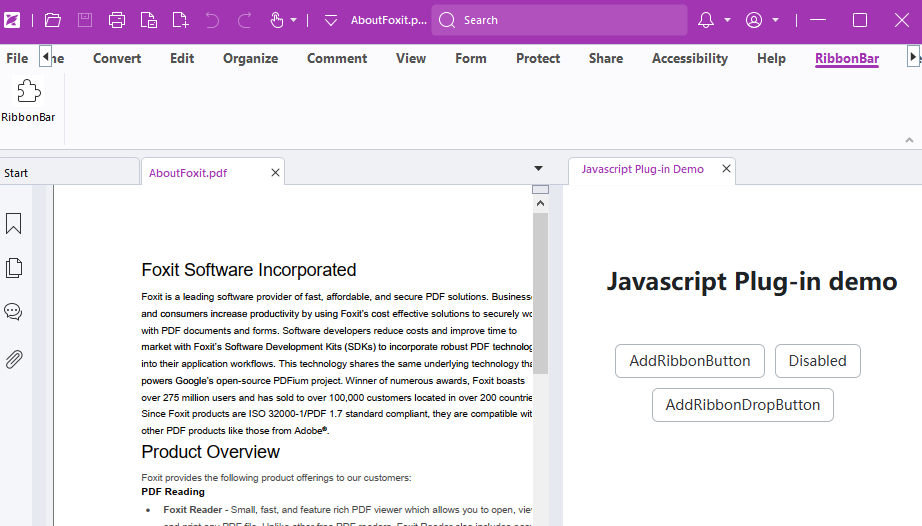 AboutFoxit.p...
Search
File
Convert
Edit
Organize
Comment
View
Form
Protect
Share
Accessibility
Help
RibbonBar
RibbonBar
Start
AboutFoxit.pdf
Javascript Plug-in Demo
Foxit Software Incorporated
Foxit is a leading software provider of fast, affordable, and secure PDF solutions. Businesse
and consumers increase productivity by using Foxit's cost effective solutions to securely wo
with PDF documents and forms. Software developers reduce costs and improve time to
market with Foxit's Software Development Kits (SDKs) to incorporate robust PDF technolog
into their application workflows. This technology shares the same underlying technology tha
powers Google's open-source PDFium project. Winner of numerous awards, Foxit boasts
over 275 million users and has sold to over 100,000 customers located in over 200 countrie
Since Foxit products are ISO 32000-1/PDF 1.7 standard compliant, they are compatible wit
other PDF products like those from Adobe®.
Product Overview
Foxit provides the following product offerings to our customers:
PDF Reading
• Foxit Reader - Small, fast, and feature rich PDF viewer which allows you to open, vie
Javascript Plug-in demo
AddRibbonButton
Disabled
AddRibbonDropButton